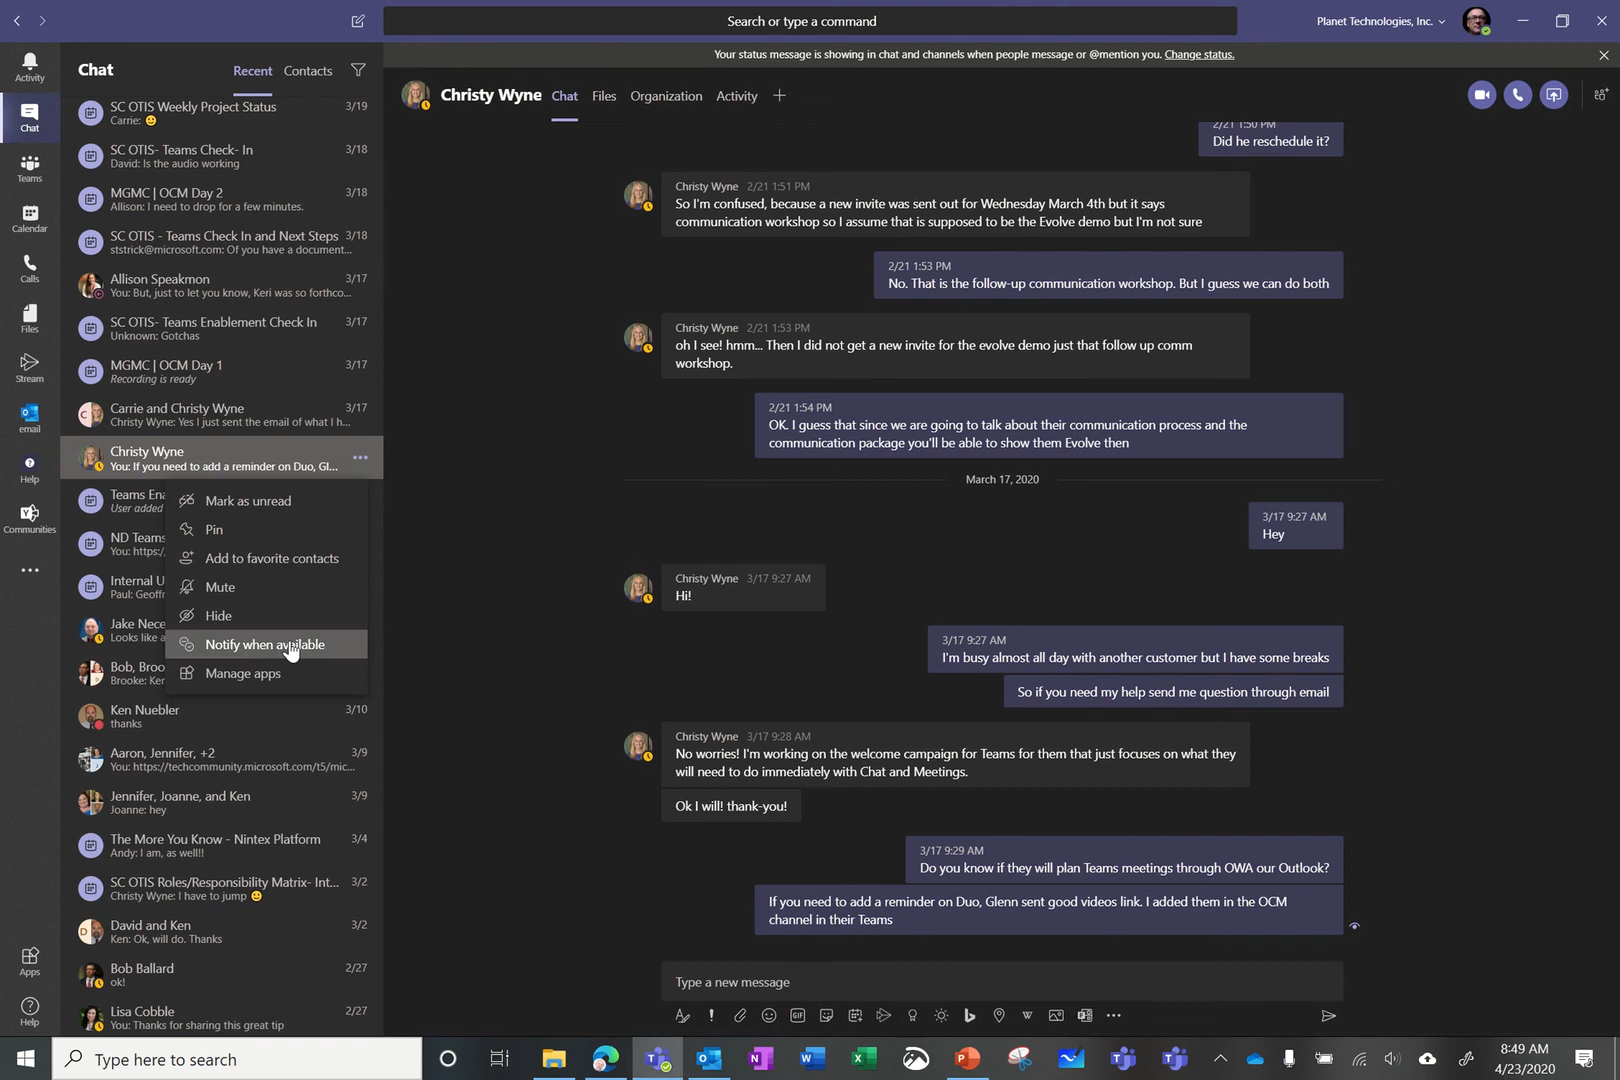 Search or type a command
Planet Technologies, Inc.
Your status message is showing in chat and channels when people message or @mention you. Change status.
Activity
Chat
Teams
Calendar
Calls
Files
Stream
email
Help
Communities
Apps
Help
Chat
Recent
Contacts
SC OTIS Weekly Project Status 3/19
Carrie: 😀
SC OTIS- Teams Check- In 3/18
David: Is the audio working
MGMC | OCM Day 2 3/18
Allison: I need to drop for a few minutes.
SC OTIS - Teams Check In and Next Steps 3/18
ststrick@microsoft.com: Of you have a document...
Allison Speakmon 3/17
You: But, just to let you know, Keri was so forthco...
SC OTIS- Teams Enablement Check In 3/17
Unknown: Gotchas
MGMC | OCM Day 1 3/17
Recording is ready
Carrie and Christy Wyne 3/17
Christy Wyne: Yes I just sent the email of what I h...
Christy Wyne
You: If you need to add a reminder on Duo, Gl...
Teams Ena
User added
ND Teams
You: https:/
Internal U
Paul: Geoffr
Jake Nece
Looks like a
Bob, Broo
Brooke: Ker
Mark as unread
Pin
Add to favorite contacts
Mute
Hide
Notify when available
Manage apps
Ken Nuebler 3/10
thanks
Aaron, Jennifer, +2 3/9
You: https://techcommunity.microsoft.com/t5/mic...
Jennifer, Joanne, and Ken 3/9
Joanne: hey
The More You Know - Nintex Platform 3/4
Andy: I am, as well!!
SC OTIS Roles/Responsibility Matrix- Int... 3/2
Christy Wyne: I have to jump 😀
David and Ken 3/2
Ken: Ok, will do. Thanks
Bob Ballard 2/27
ok!
Lisa Cobble 2/27
You: Thanks for sharing this great tip
Christy Wyne
Chat
Files
Organization
Activity
2/21 1:50 PM
Did he reschedule it?
Christy Wyne 2/21 1:51 PM
So I'm confused, because a new invite was sent out for Wednesday March 4th but it says
communication workshop so I assume that is supposed to be the Evolve demo but I'm not sure
2/21 1:53 PM
No. That is the follow-up communication workshop. But I guess we can do both
Christy Wyne 2/21 1:53 PM
oh I see! hmm... Then I did not get a new invite for the evolve demo just that follow up comm
workshop.
2/21 1:54 PM
OK. I guess that since we are going to talk about their communication process and the
communication package you'll be able to show them Evolve then
March 17, 2020
3/17 9:27 AM
Hey
Christy Wyne 3/17 9:27 AM
Hi!
3/17 9:27 AM
I'm busy almost all day with another customer but I have some breaks
So if you need my help send me question through email
Christy Wyne 3/17 9:28 AM
No worries! I'm working on the welcome campaign for Teams for them that just focuses on what they
will need to do immediately with Chat and Meetings.
Ok I will! thank-you!
3/17 9:29 AM
Do you know if they will plan Teams meetings through OWA our Outlook?
If you need to add a reminder on Duo, Glenn sent good videos link. I added them in the OCM
channel in their Teams
Type a new message
GIF
Type here to search
8:49 AM
4/23/2020